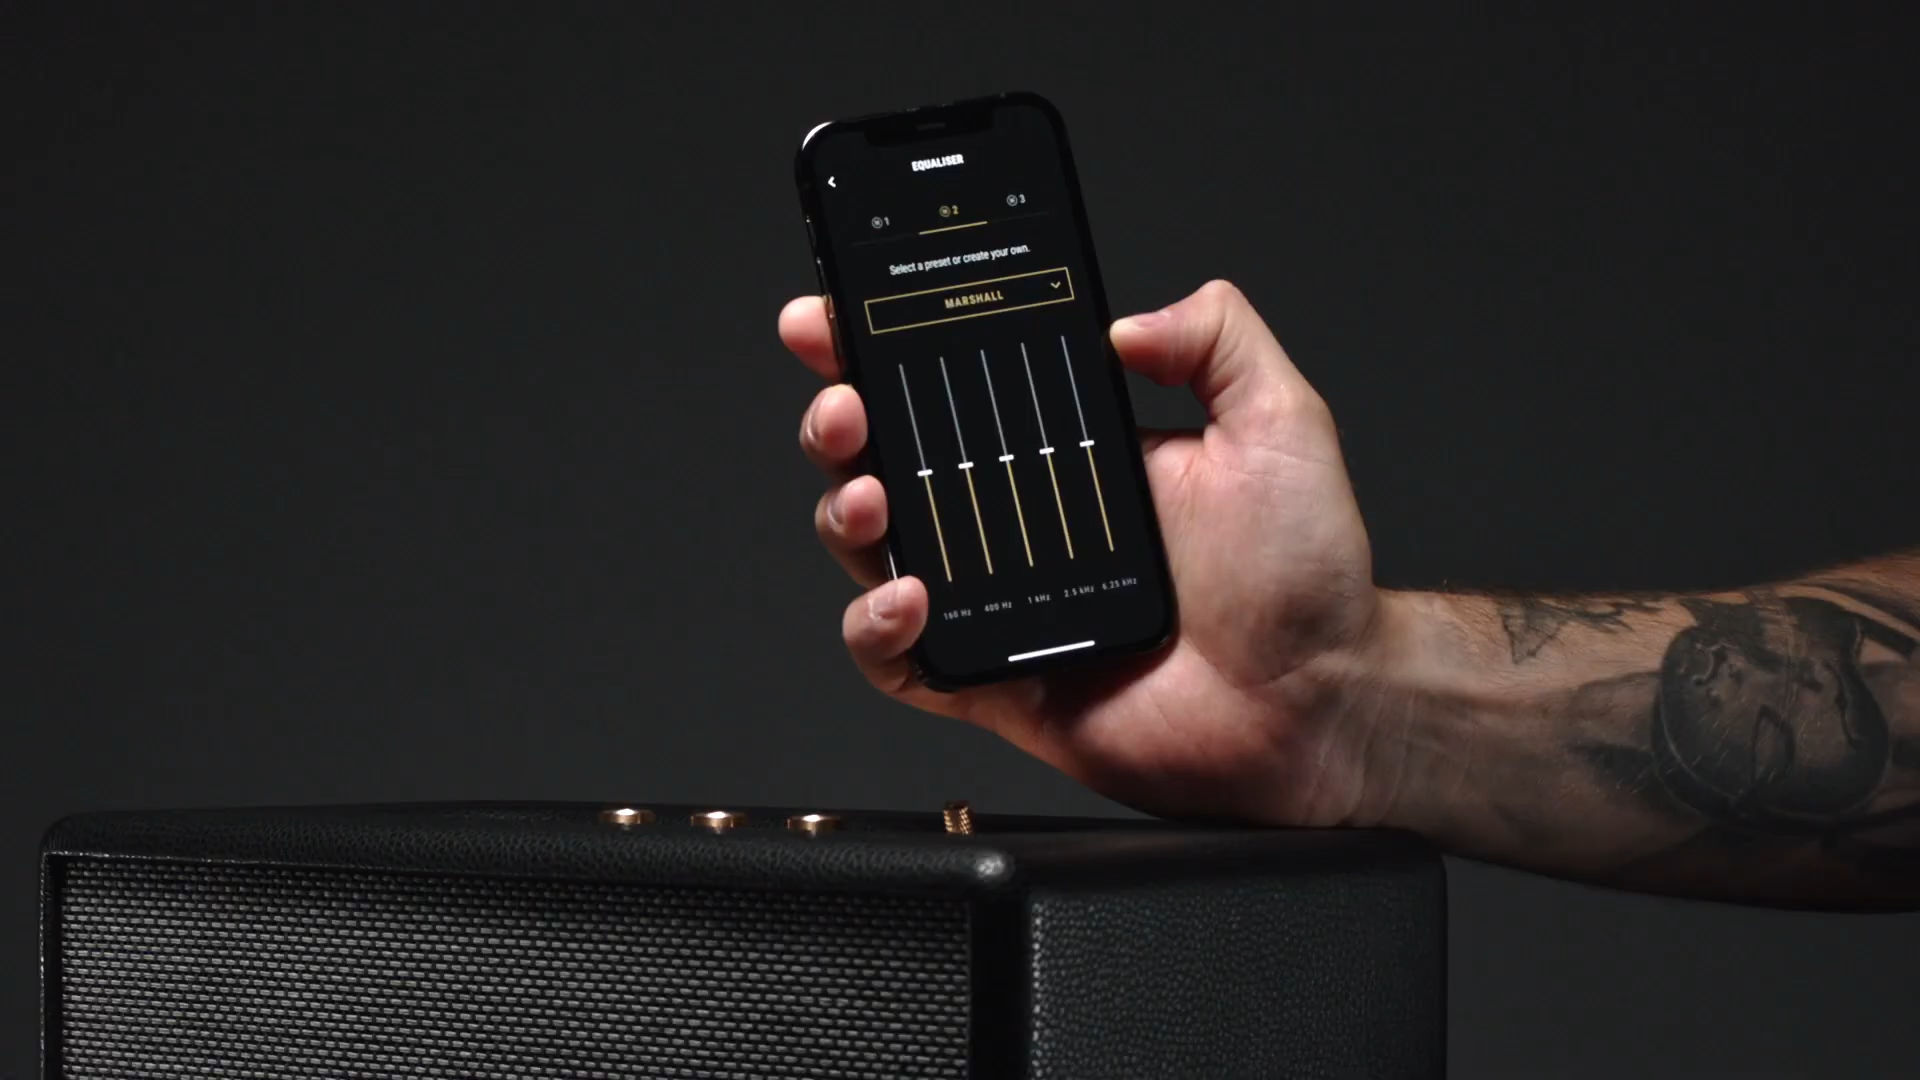 EQUALISER
1 2 3
Select a preset or create your own.
MARSHALL
160 Hz 400 Hz 1 kHz 2.5 kHz 6.25 kHz